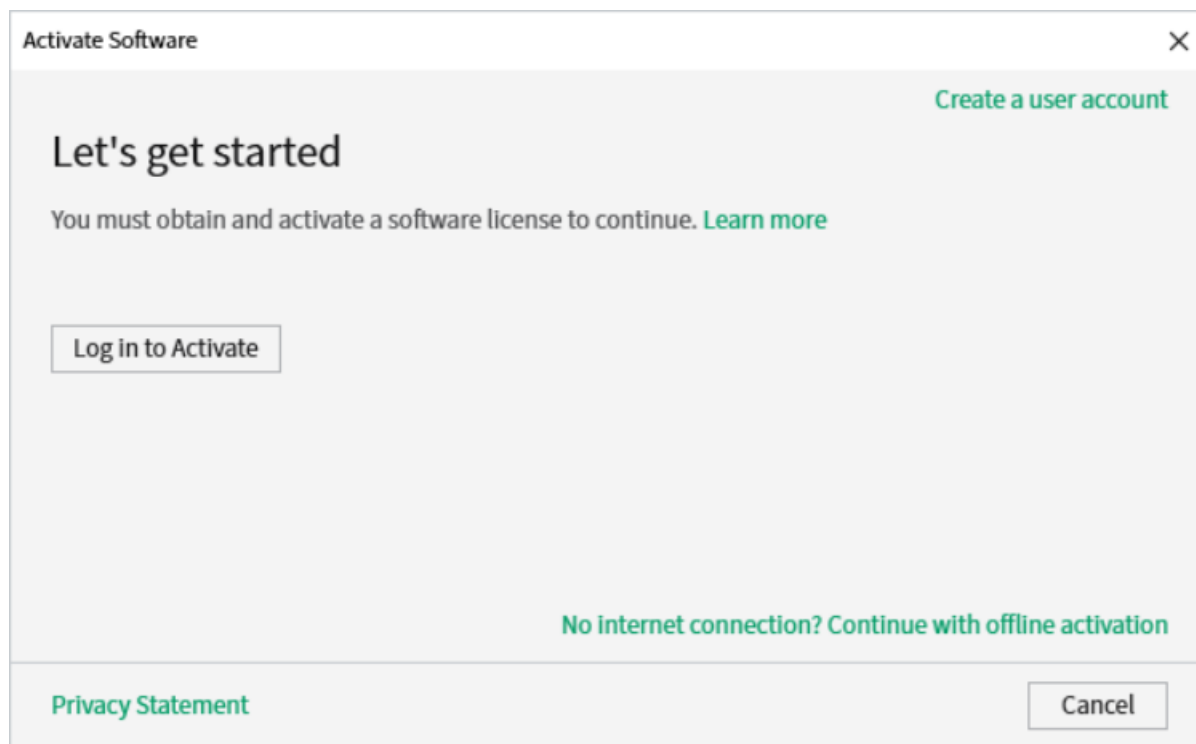 Activate Software
Create a user account
Let's get started
You must obtain and activate a software license to continue. Learn more
Log in to Activate
No internet connection? Continue with offline activation
Privacy Statement
Cancel